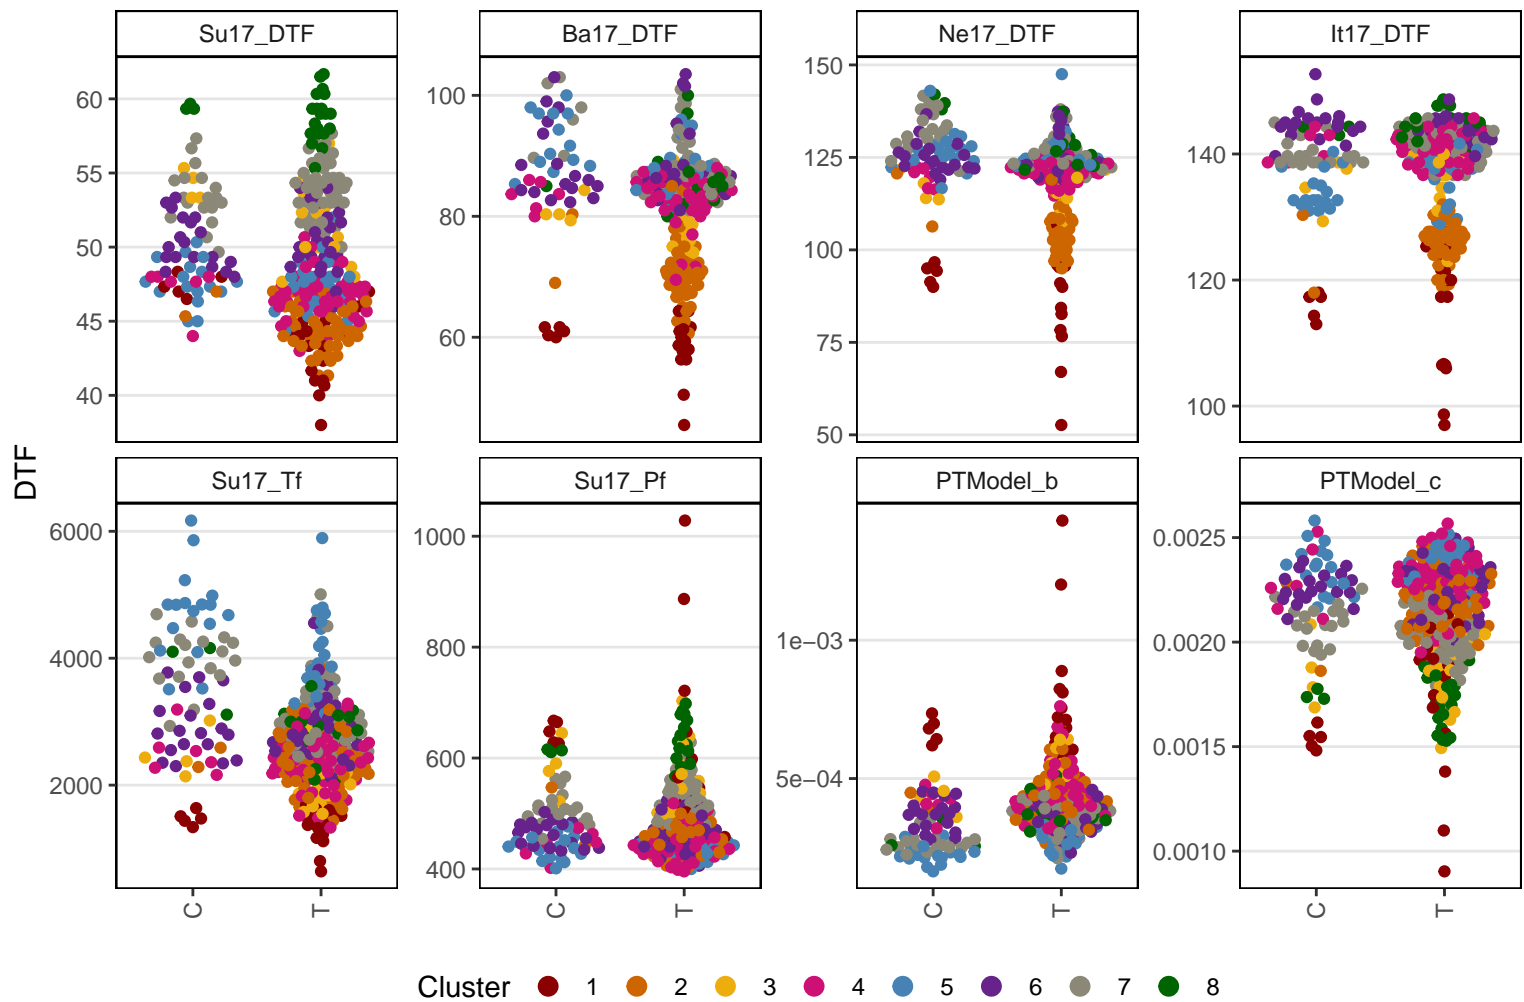 Su17_DTF
Ba17_DTF
Ne17_DTF
It17_DTF
60
55
50
45
40
100
80
60
150
125
100
75
50
140
120
100
DTF
Su17_Tf
Su17_Pf
PTModel_b
PTModel_c
6000
4000
2000
1000
800
600
400
1e−03
5e−04
0.0025
0.0020
0.0015
0.0010
C
T
C
T
C
T
C
T
Cluster 1 2 3 4 5 6 7 8